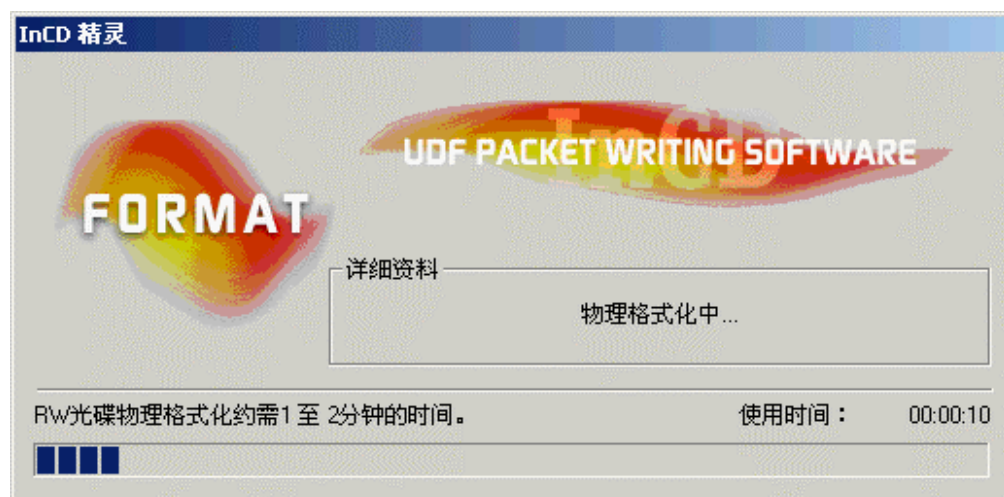 InCD 精灵
InCD
UDF PACKET WRITING SOFTWARE
FORMAT
详细资料
物理格式化中...
RW光碟物理格式化约需1 至 2分钟的时间。 使用时间： 00:00:10